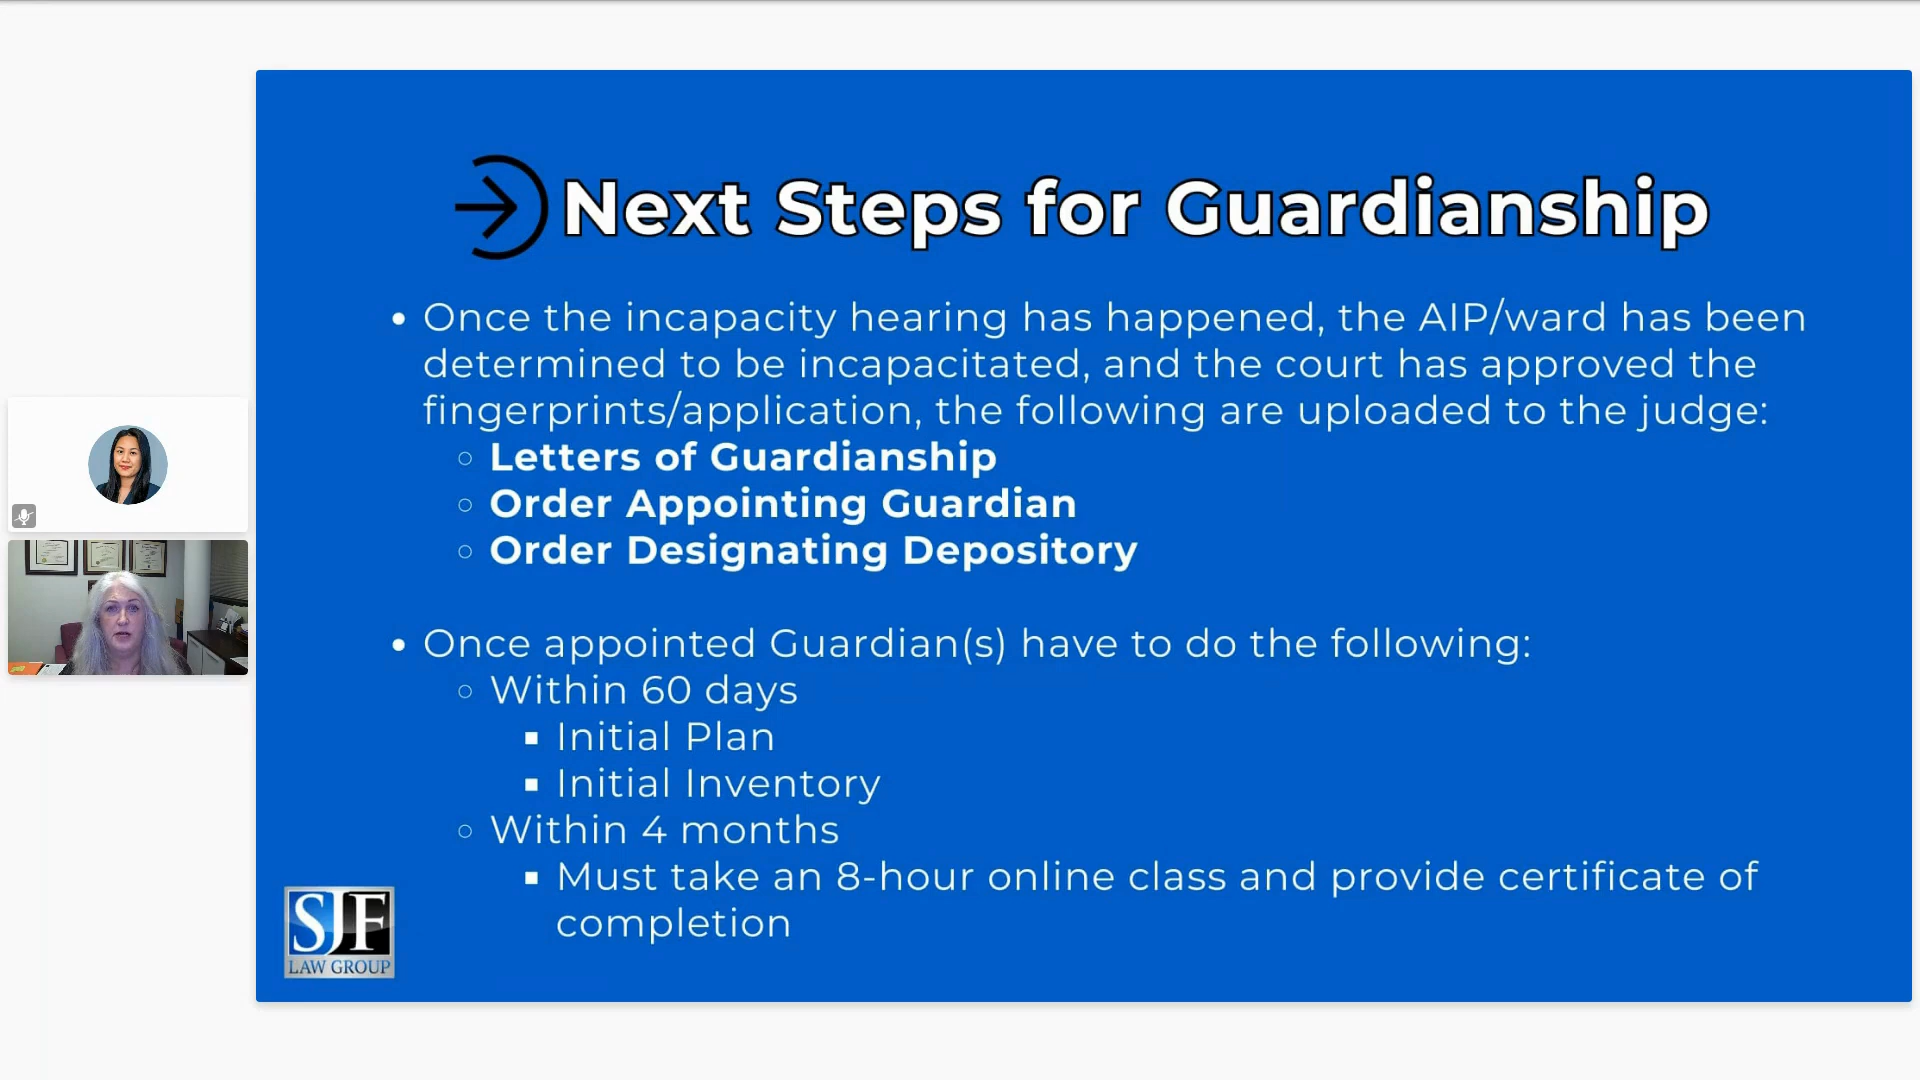 Next Steps for Guardianship
• Once the incapacity hearing has happened, the AIP/ward has been
determined to be incapacitated, and the court has approved the
fingerprints/application, the following are uploaded to the judge:
○ Letters of Guardianship
○ Order Appointing Guardian
○ Order Designating Depository
• Once appointed Guardian(s) have to do the following:
○ Within 60 days
▪ Initial Plan
▪ Initial Inventory
○ Within 4 months
▪ Must take an 8-hour online class and provide certificate of
completion
SJF
LAW GROUP